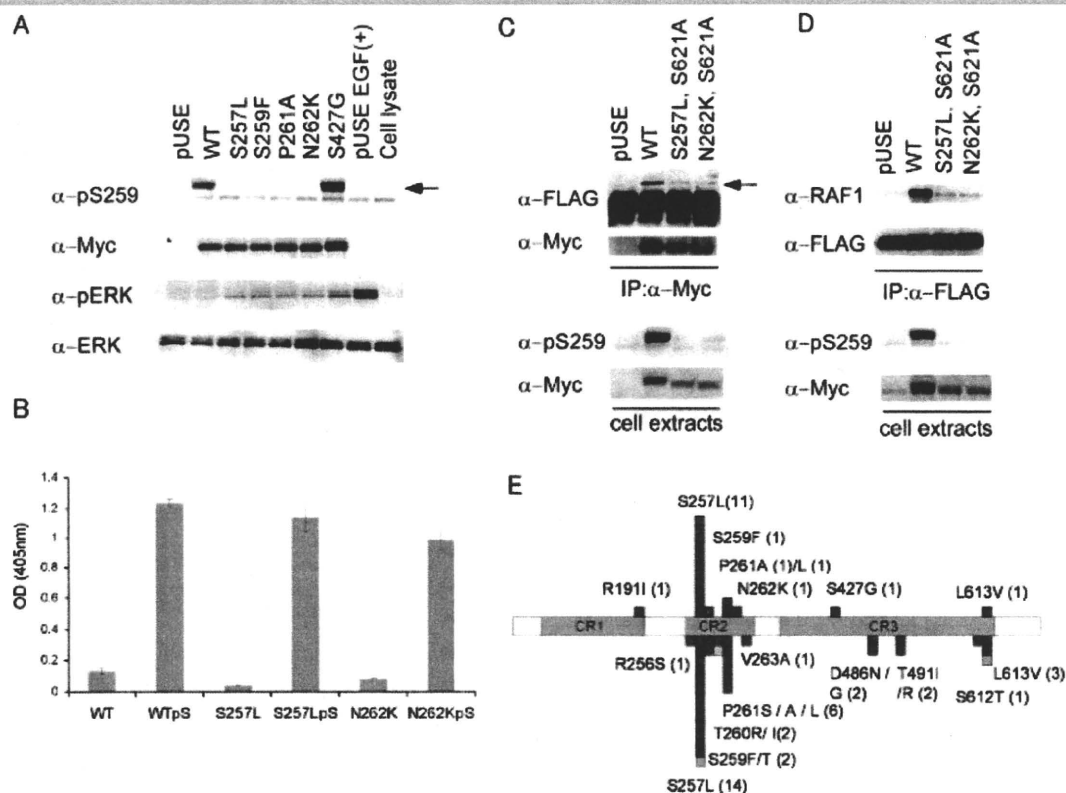 A
pUSE
WT
S257L
S259F
P261A
N262K
S427G
pUSE EGF(+)
Cell lysate
α-pS259
α-Myc
α-pERK
α-ERK
B
OD (405nm)
1.4
1.2
1
0.8
0.6
0.4
0.2
0
WT
WTpS
S257L
S257LpS
N262K
N262KpS
C
pUSE
WT
S257L, S621A
N262K, S621A
α-FLAG
α-Myc
IP:α-Myc
α-pS259
α-Myc
cell extracts
D
pUSE
WT
S257L, S621A
N262K, S621A
α-RAF1
α-FLAG
IP:α-FLAG
α-pS259
α-Myc
cell extracts
E
S257L(11)
S259F (1)
P261A (1)/L (1)
R191I (1)
N262K (1)
S427G (1)
L613V (1)
CR1
CR2
CR3
R256S (1)
V263A (1)
D486N /
G (2)
T491I
/R (2)
L613V (3)
S612T (1)
P261S / A / L (6)
T260R/ I(2)
S259F/T (2)
S257L (14)